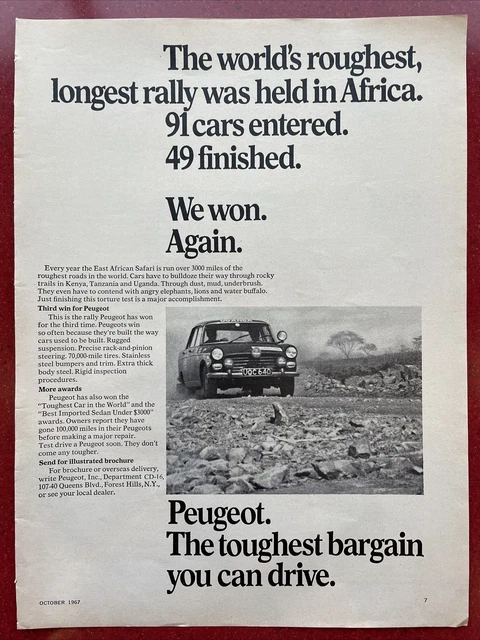 The world's roughest,
longest rally was held in Africa.
91 cars entered.
49 finished.
We won.
Again.
Every year the East African Safari is run over 3000 miles of the
roughest roads in the world. Cars have to bulldoze their way through rocky
trails in Kenya, Tanzania and Uganda. Through dust, mud, underbrush.
They even have to contend with angry elephants, lions and water buffalo.
Just finishing this torture test is a major accomplishment.
Third win for Peugeot
This is the rally Peugeot has won
for the third time. Peugeots win
so often because they're built the way
cars used to be built. Rugged
suspension. Precise rack-and-pinion
steering. 70,000-mile tires. Stainless
steel bumpers and trim. Extra thick
body steel. Rigid inspection
procedures.
More awards
Peugeot has also won the
"Toughest Car in the World" and the
"Best Imported Sedan Under $3000"
awards. Owners report they have
gone 100,000 miles in their Peugeots
before making a major repair.
Test drive a Peugeot soon. They don't
come any tougher.
Send for illustrated brochure
For brochure or overseas delivery,
write Peugeot, Inc., Department CD-16,
107-40 Queens Blvd., Forest Hills, N.Y.,
or see your local dealer.
Peugeot.
The toughest bargain
you can drive.
OCTOBER 1967
7